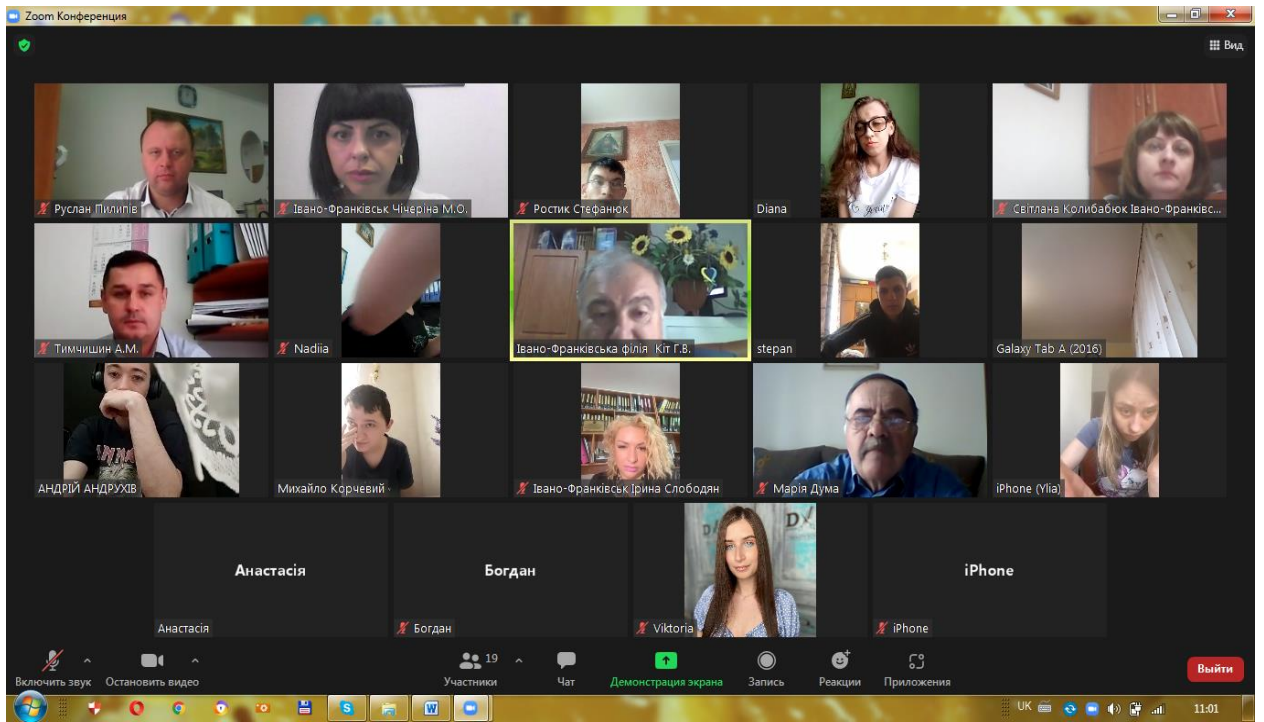 Zoom Конференция
Вид
Руслан Пилипів
Івано-Франківськ Чічеріна М.О.
Ростик Стефанюк
Diana
Світлана Колибабюк Івано-Франківс...
Тимчишин А.М.
Nadiia
Івано-Франківська філія Кіт Г.В.
stepan
Galaxy Tab A (2016)
АНДРІЙ АНДРУХІВ
Михайло Корчевий
Івано-Франківськ Ірина Слободян
Марія Дума
iPhone (Ylia)
Анастасія
Богдан
iPhone
Анастасія
Богдан
Viktoria
iPhone
Включить звук
Остановить видео
19
Участники
Чат
Демонстрация экрана
Запись
Реакции
Приложения
Выйти
UK
11:01